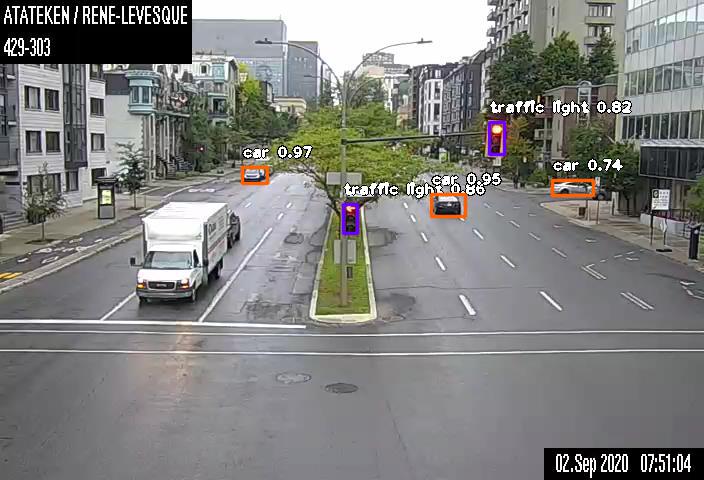 ATATEKEN / RENE-LEVESQUE
429-303
traffic light 0.82
car 0.97
car 0.74
car 0.95
traffic light 0.86
GMC
02.Sep 2020 07:51:04